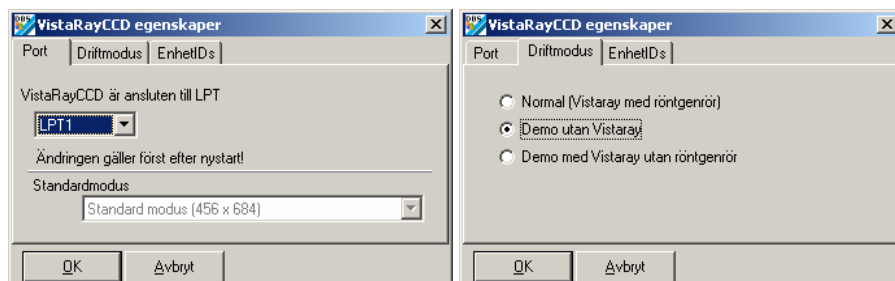 DBS VistaRayCCD egenskaper
Port Driftmodus EnhetIDs
VistaRayCCD är ansluten till LPT
LPT1
Ändringen gäller först efter nystart!
Standardmodus
Standard modus (456 x 684)
OK Avbryt
DBS VistaRayCCD egenskaper
Port Driftmodus EnhetIDs
Normal (Vistaray med röntgenrör)
Demo utan Vistaray
Demo med Vistaray utan röntgenrör
OK Avbryt